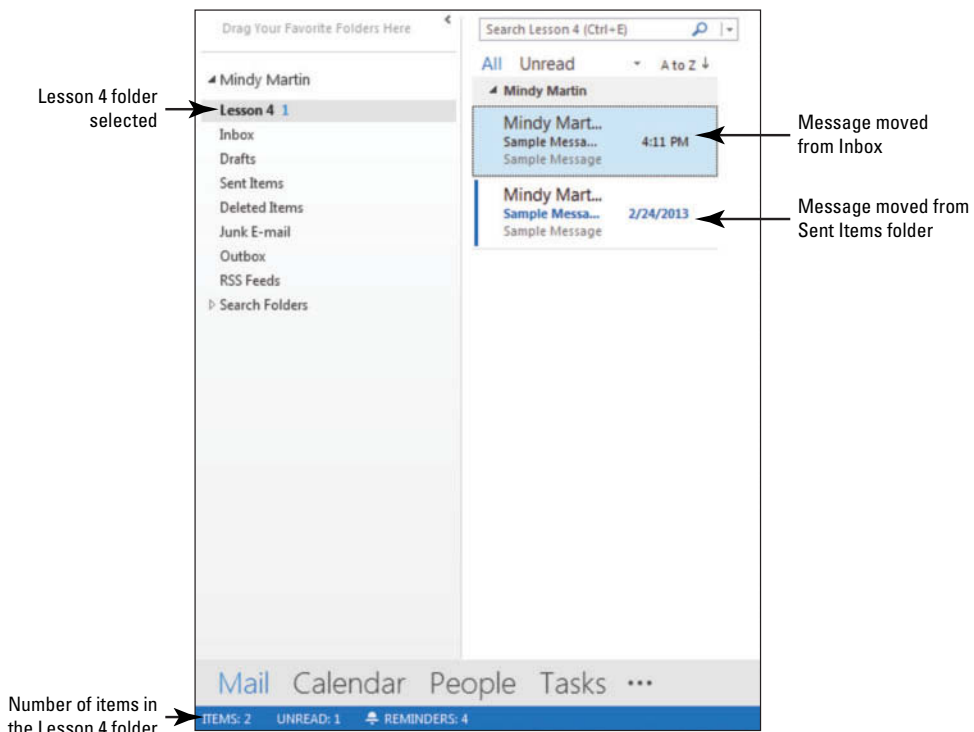 Drag Your Favorite Folders Here
Mindy Martin
Lesson 4 1
Inbox
Drafts
Sent Items
Deleted Items
Junk E-mail
Outbox
RSS Feeds
Search Folders
Search Lesson 4 (Ctrl+E)
All Unread A to Z ↓
Mindy Martin
Mindy Mart...
Sample Messa... 4:11 PM
Sample Message
Mindy Mart...
Sample Messa... 2/24/2013
Sample Message
Mail Calendar People Tasks •••
ITEMS: 2 UNREAD: 1 REMINDERS: 4
Lesson 4 folder
selected
Message moved
from Inbox
Message moved from
Sent Items folder
Number of items in
the Lesson 4 folder